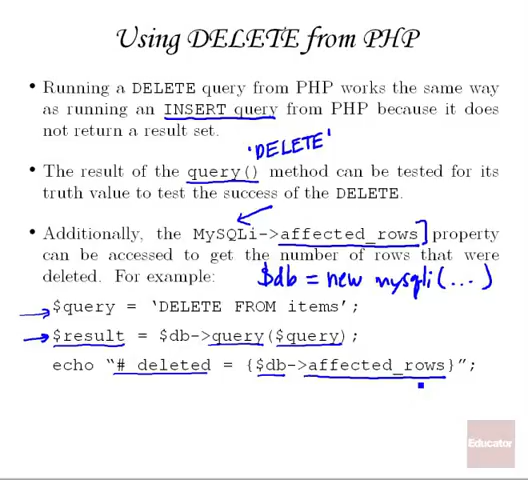 Using DELETE from PHP
• Running a DELETE query from PHP works the same way
as running an INSERT query from PHP because it does
not return a result set.
'DELETE'
• The result of the query() method can be tested for its
truth value to test the success of the DELETE.
• Additionally, the MySQLi->affected_rows] property
can be accessed to get the number of rows that were
deleted. For example:
$db = new mysqli(...)
$query = ‘DELETE FROM items’;
$result = $db->query($query);
echo “# deleted = {$db->affected_rows}”;
Educator